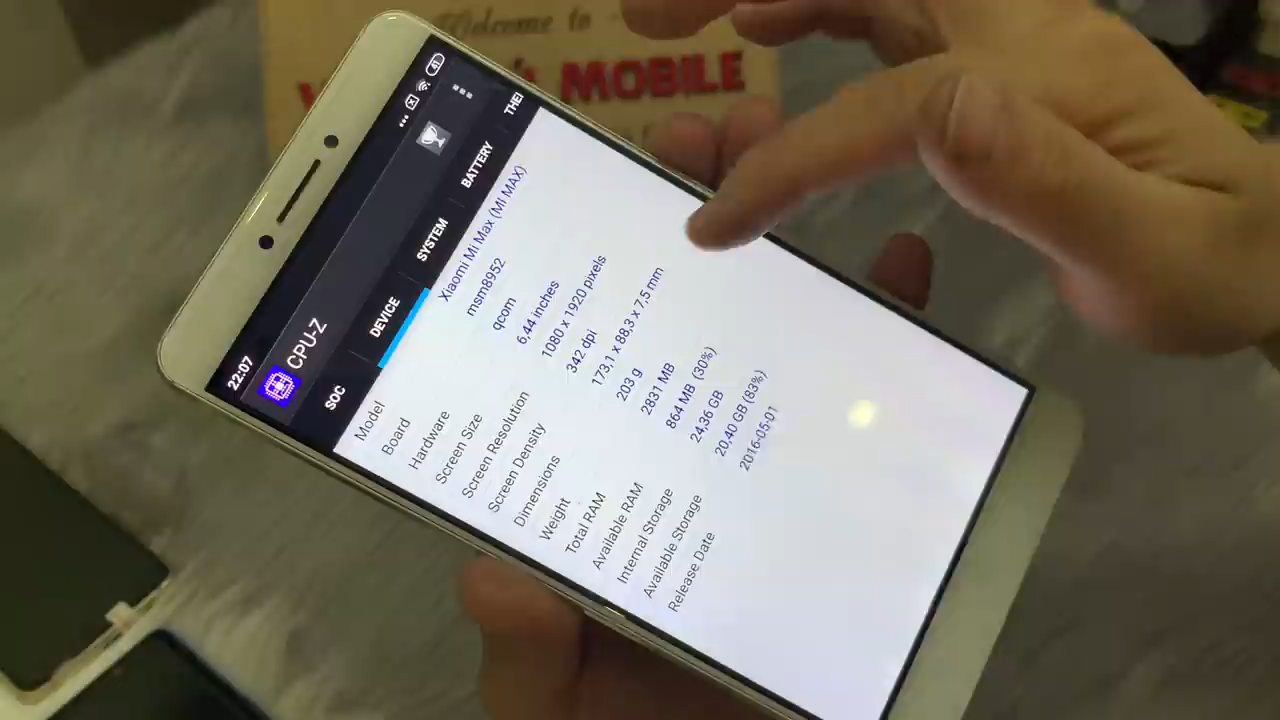 Welcome to
MOBILE
22:07
41
CPU-Z
SOC DEVICE SYSTEM BATTERY THE
Model Xiaomi Mi Max (MI MAX)
Board msm8952
Hardware qcom
Screen Size 6.44 inches
Screen Resolution 1080 x 1920 pixels
Screen Density 342 dpi
Dimensions 173.1 x 88.3 x 7.5 mm
Weight 203 g
Total RAM 2831 MB
Available RAM 864 MB (30%)
Internal Storage 24.36 GB
Available Storage 20.40 GB (83%)
Release Date 2016-05-01